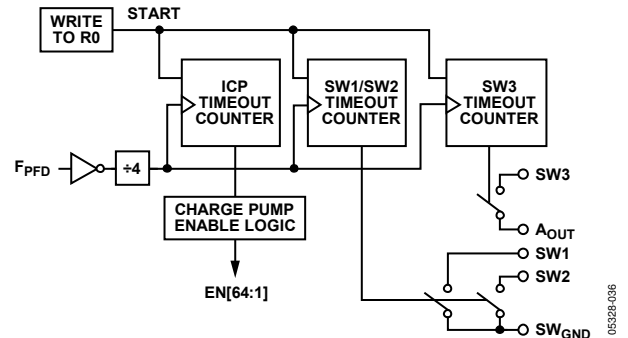 WRITE
TO R0
START
ICP
TIMEOUT
COUNTER
SW1/SW2
TIMEOUT
COUNTER
SW3
TIMEOUT
COUNTER
FPFD
÷4
CHARGE PUMP
ENABLE LOGIC
EN[64:1]
SW3
AOUT
SW1
SW2
SWGND
05328-036